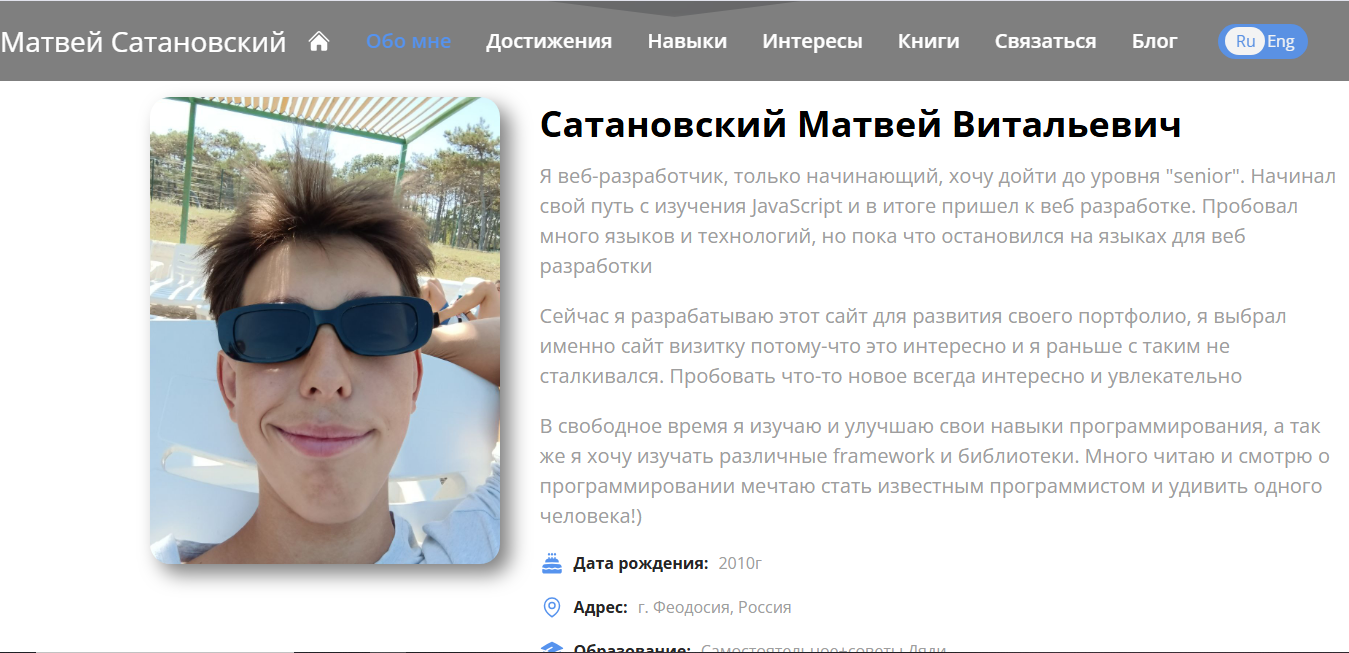 Матвей Сатановский Обо мне Достижения Навыки Интересы Книги Связаться Блог Ru Eng
Сатановский Матвей Витальевич
Я веб-разработчик, только начинающий, хочу дойти до уровня "senior". Начинал
свой путь с изучения JavaScript и в итоге пришел к веб разработке. Пробовал
много языков и технологий, но пока что остановился на языках для веб
разработки
Сейчас я разрабатываю этот сайт для развития своего портфолио, я выбрал
именно сайт визитку потому-что это интересно и я раньше с таким не
сталкивался. Пробовать что-то новое всегда интересно и увлекательно
В свободное время я изучаю и улучшаю свои навыки программирования, а так
же я хочу изучать различные framework и библиотеки. Много читаю и смотрю о
программировании мечтаю стать известным программистом и удивить одного
человека!)
Дата рождения: 2010г
Адрес: г. Феодосия, Россия
Образование: Самостоятельное+советы Дяди